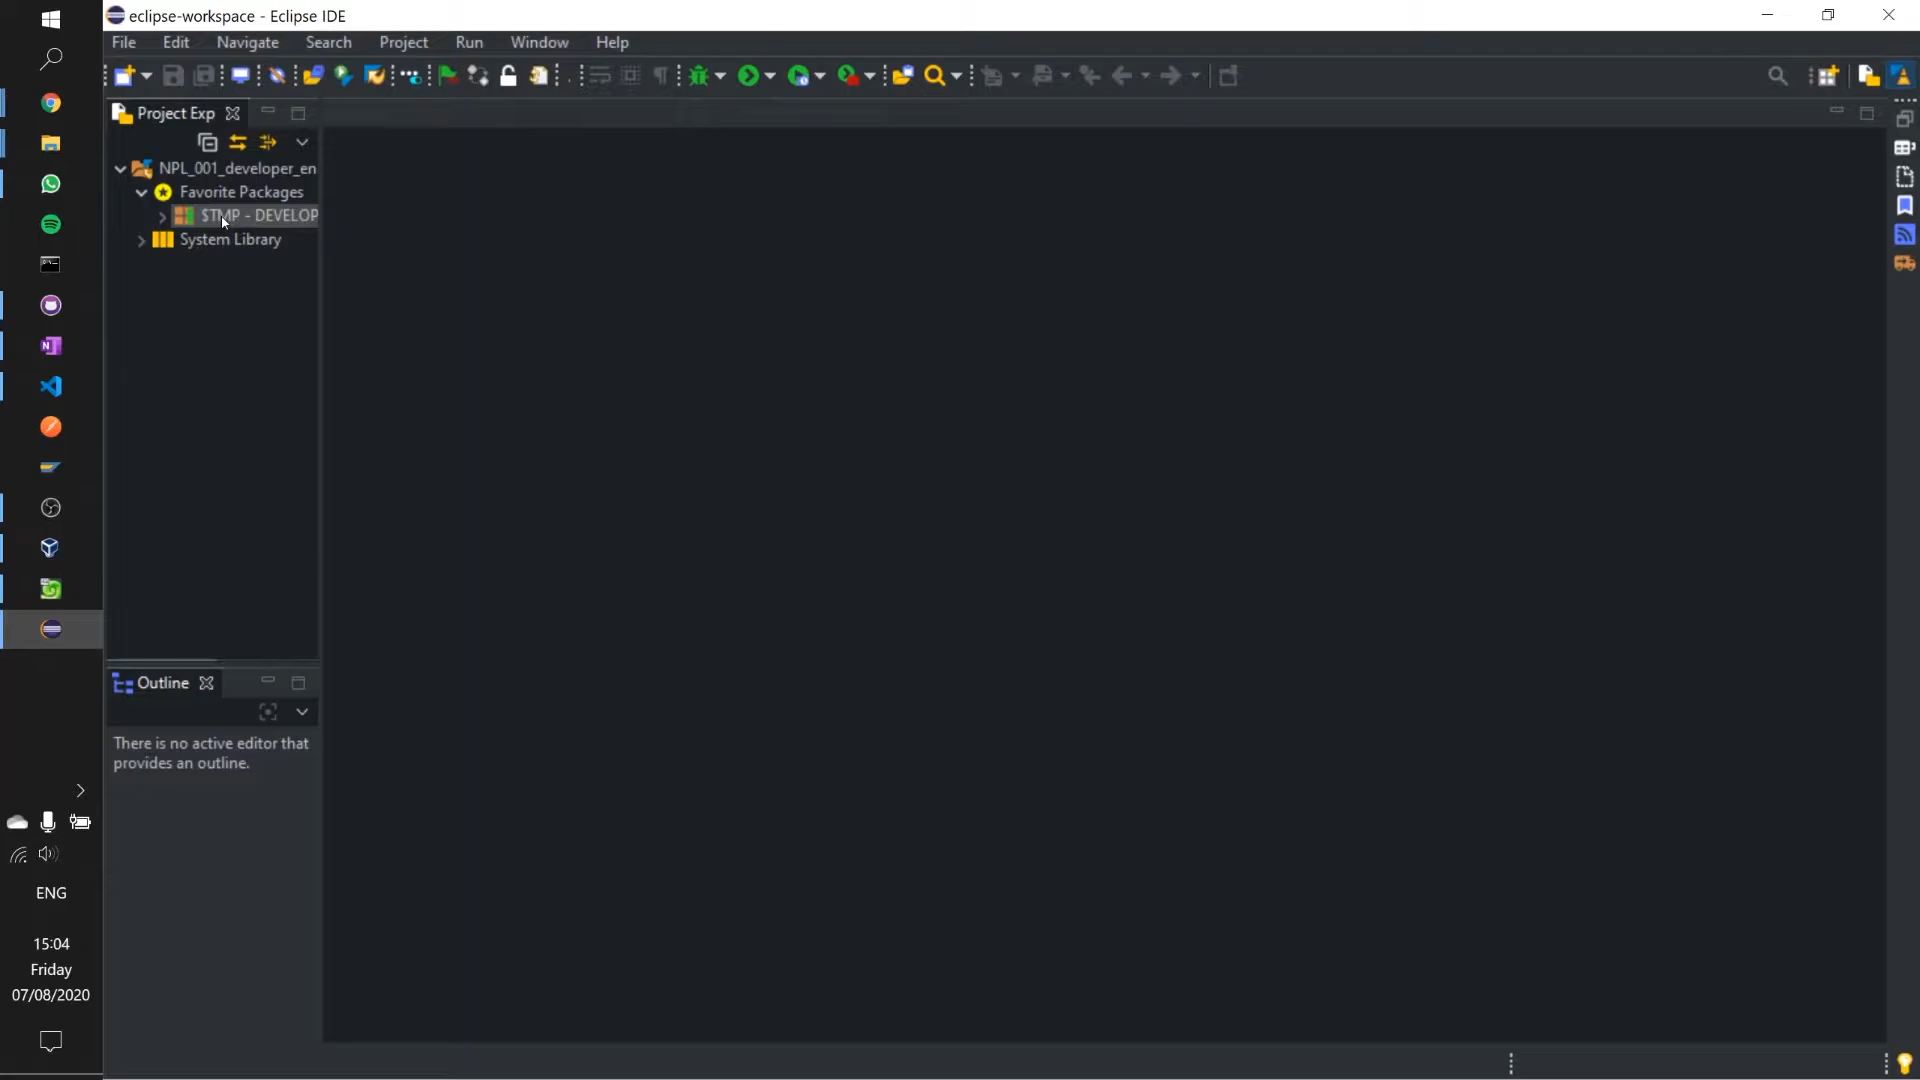 eclipse-workspace - Eclipse IDE
File Edit Navigate Search Project Run Window Help
Project Exp
NPL_001_developer_en
Favorite Packages
$TMP - DEVELOP
System Library
Outline
There is no active editor that
provides an outline.
ENG
15:04
Friday
07/08/2020